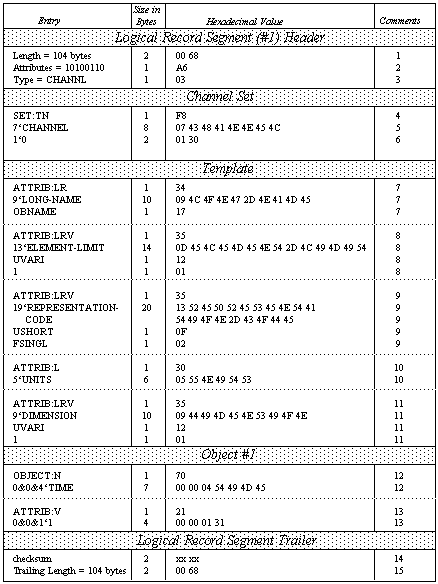 Entry Size in Bytes Hexadecimal Value Comments
Logical Record Segment (#1) Header
Length = 104 bytes 2 00 68 1
Attributes = 10100110 1 A6 2
Type = CHANNL 1 03 3
Channel Set
SET:TN 1 F8 4
7‘CHANNEL 8 07 43 48 41 4E 4E 45 4C 5
1‘0 2 01 30 6
Template
ATTRIB:LR 1 34 7
9‘LONG-NAME 10 09 4C 4F 4E 47 2D 4E 41 4D 45 7
OBNAME 1 17 7
ATTRIB:LRV 1 35 8
13‘ELEMENT-LIMIT 14 0D 45 4C 45 4D 45 4E 54 2D 4C 49 4D 49 54 8
UVARI 1 12 8
1 1 01 8
ATTRIB:LRV 1 35 9
19‘REPRESENTATION- 20 13 52 45 50 52 45 53 45 4E 54 41 9
CODE 54 49 4F 4E 2D 43 4F 44 45 9
USHORT 1 0F 9
FSINGL 1 02 9
ATTRIB:L 1 30 10
5‘UNITS 6 05 55 4E 49 54 53 10
ATTRIB:LRV 1 35 11
9‘DIMENSION 10 09 44 49 4D 45 4E 53 49 4F 4E 11
UVARI 1 12 11
1 1 01 11
Object #1
OBJECT:N 1 70 12
0&0&4‘TIME 7 00 00 04 54 49 4D 45 12
ATTRIB:V 1 21 13
0&0&1‘1 4 00 00 01 31 13
Logical Record Segment Trailer
checksum 2 xx xx 14
Trailing Length = 104 bytes 2 00 68 15